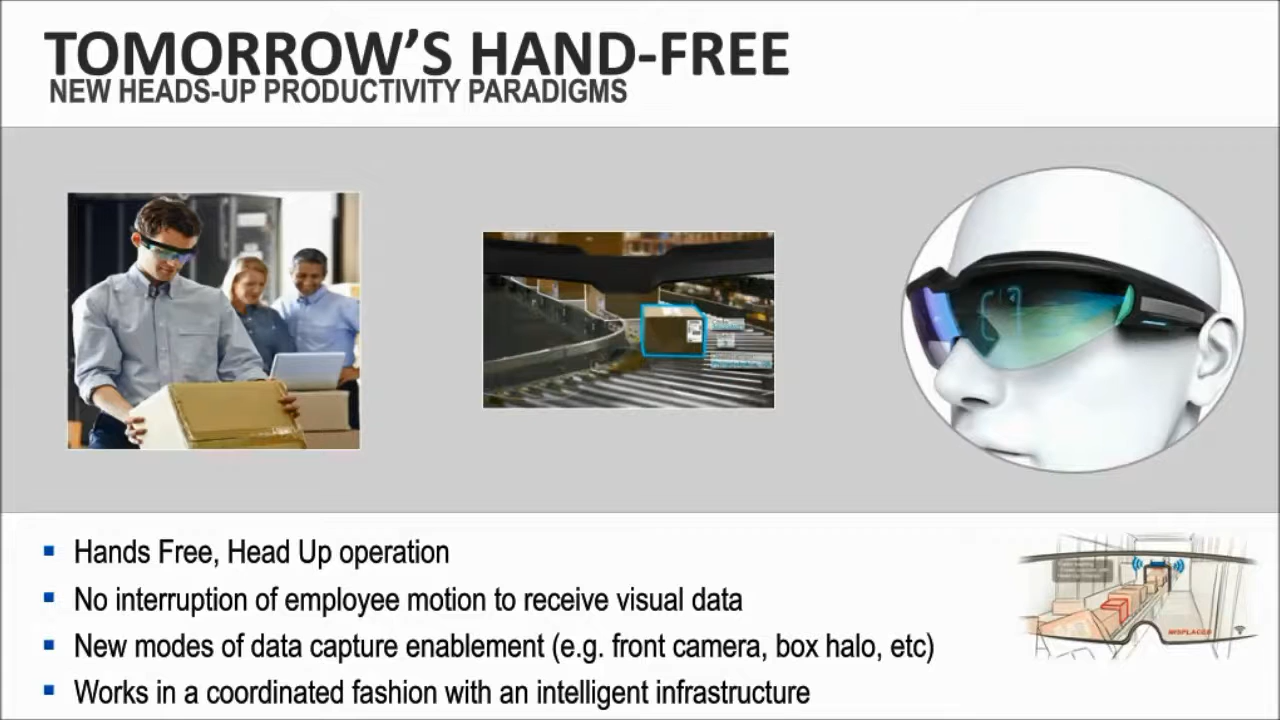 TOMORROW'S HAND-FREE
NEW HEADS-UP PRODUCTIVITY PARADIGMS
Hands Free, Head Up operation
No interruption of employee motion to receive visual data
New modes of data capture enablement (e.g. front camera, box halo, etc)
Works in a coordinated fashion with an intelligent infrastructure
MISPLACED